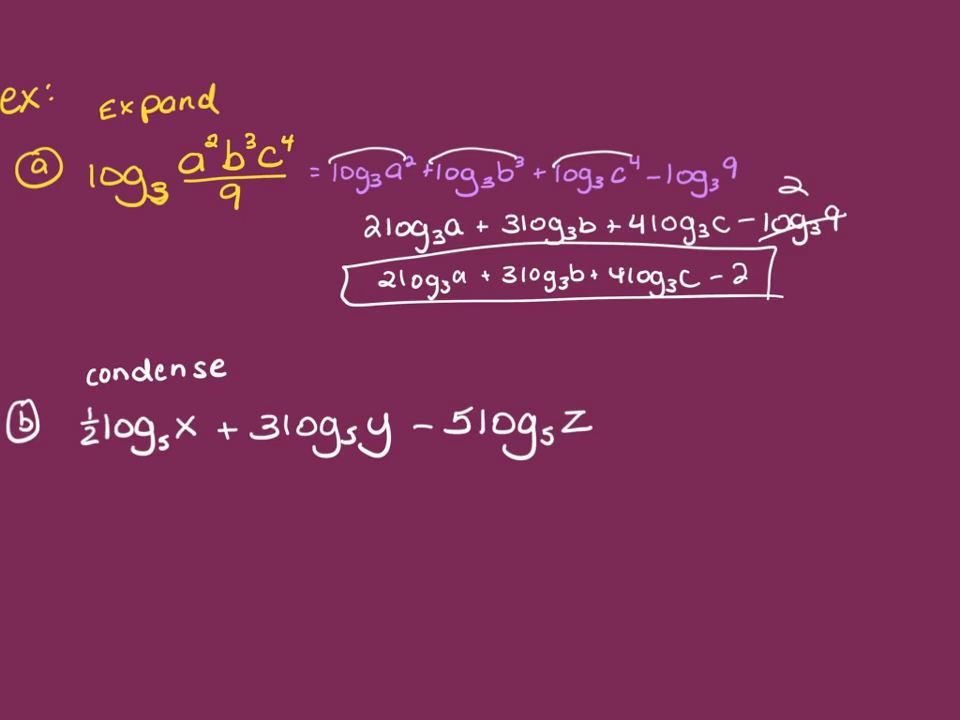 ex: Expand
ⓐ log₃ a²b³c⁴/9 = log₃a² + log₃b³ + log₃c⁴ − log₃9
2
2log₃a + 3log₃b + 4log₃c − log₃9
2log₃a + 3log₃b + 4log₃c − 2
condense
ⓑ ½log₅x + 3log₅y − 5log₅z